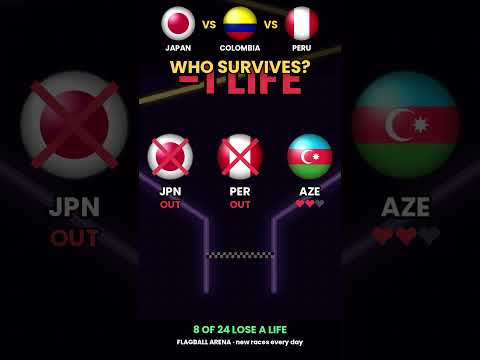 JAPAN VS COLOMBIA VS PERU
WHO SURVIVES?
-1 LIFE
JPN PER AZE
OUT OUT
JPN AZE
OUT
8 OF 24 LOSE A LIFE
FLAGBALL ARENA · new races every day